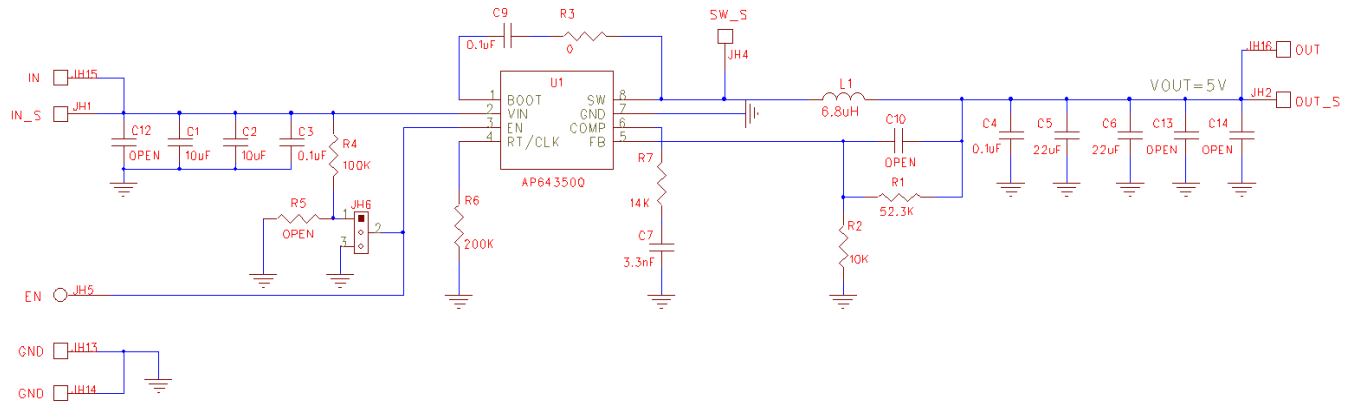 C9
R3
SW_S
0.1uF
0
JH4
IN
JH15
JH16
OUT
U1
L1
VOUT=5V
IN_S
JH1
1
BOOT
SW
8
6.8uH
JH2
OUT_S
2
VIN
GND
7
3
EN
COMP
6
4
RT/CLK
FB
5
C12
C1
C2
C3
R4
C10
C4
C5
C6
C13
C14
OPEN
10uF
10uF
0.1uF
100K
OPEN
0.1uF
22uF
22uF
OPEN
OPEN
AP64350Q
R7
R1
14K
52.3K
R5
JH6
R6
R2
OPEN
1
2
3
200K
C7
3.3nF
10K
EN
JH5
GND
JH13
GND
JH14